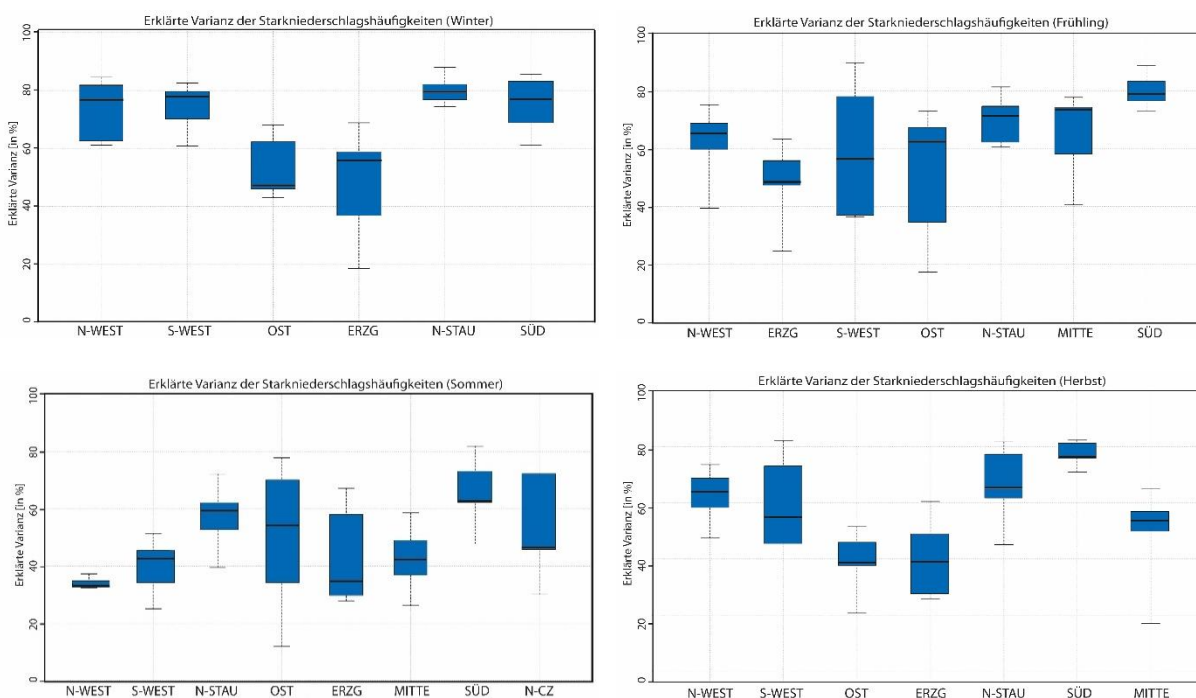 Erklärte Varianz der Starkniederschlagshäufigkeiten (Winter)
Erklärte Varianz [in %]
100
80
60
40
20
0
N-WEST S-WEST OST ERZG N-STAU SÜD
Erklärte Varianz der Starkniederschlagshäufigkeiten (Frühling)
Erklärte Varianz [in %]
100
80
60
40
20
0
N-WEST ERZG S-WEST OST N-STAU MITTE SÜD
Erklärte Varianz der Starkniederschlagshäufigkeiten (Sommer)
Erklärte Varianz [in %]
100
80
60
40
20
0
N-WEST S-WEST N-STAU OST ERZG MITTE SÜD N-CZ
Erklärte Varianz der Starkniederschlagshäufigkeiten (Herbst)
Erklärte Varianz [in %]
100
80
60
40
20
0
N-WEST S-WEST OST ERZG N-STAU SÜD MITTE